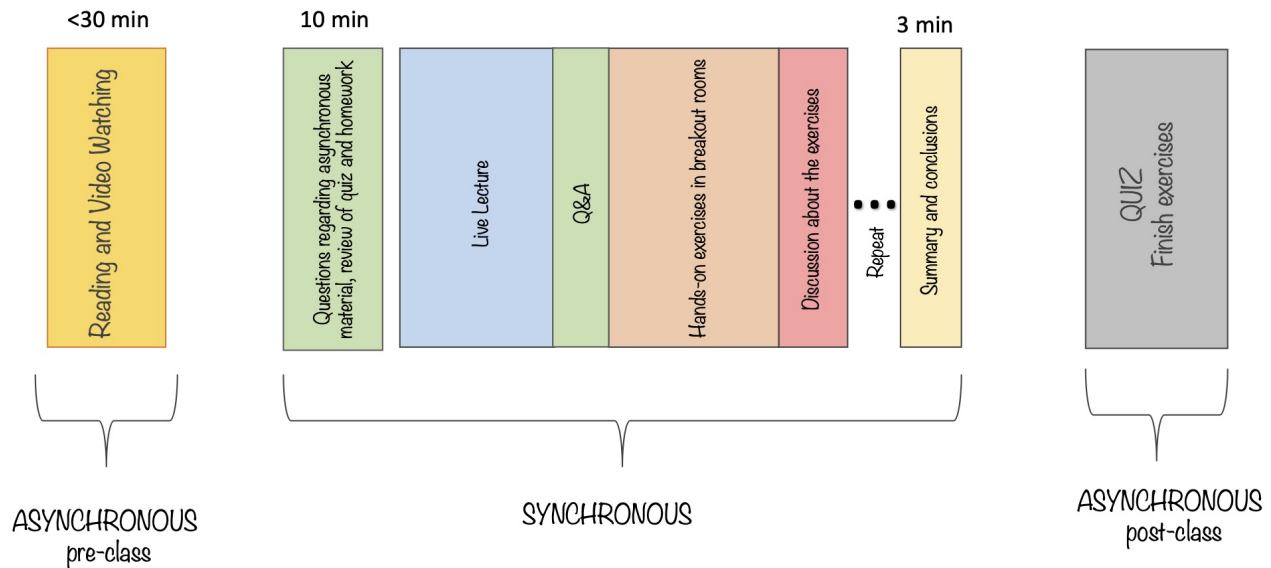 <30 min
10 min
3 min
Reading and Video Watching
Questions regarding asynchronous
material, review of quiz and homework
Live Lecture
Q&A
Hands-on exercises in breakout rooms
Discussion about the exercises
Repeat
Summary and conclusions
QUIZ
Finish exercises
ASYNCHRONOUS
pre-class
SYNCHRONOUS
ASYNCHRONOUS
post-class